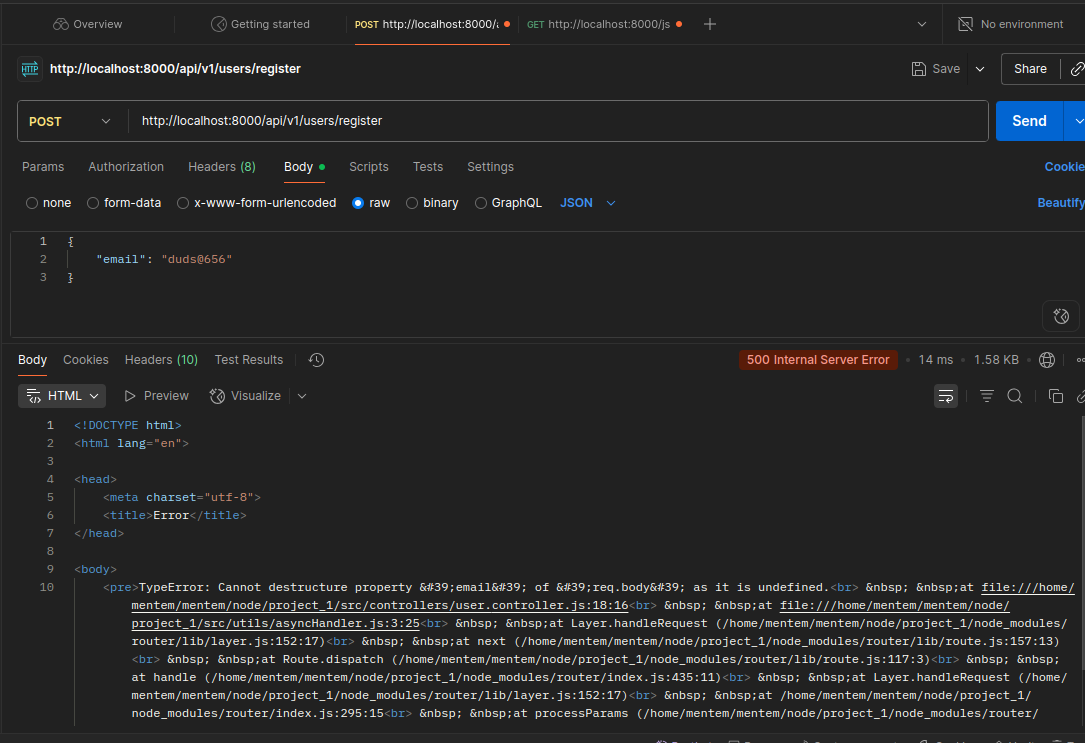 Overview
Getting started
POST http://localhost:8000/a
GET http://localhost:8000/js
No environment
HTTP http://localhost:8000/api/v1/users/register
Save
Share
POST
http://localhost:8000/api/v1/users/register
Send
Params Authorization Headers (8) Body Scripts Tests Settings
Cookie
none form-data x-www-form-urlencoded raw binary GraphQL JSON
Beautify
1 {
2 "email": "duds@656"
3 }
Body Cookies Headers (10) Test Results
500 Internal Server Error • 14 ms • 1.58 KB •
HTML Preview Visualize
1 <!DOCTYPE html>
2 <html lang="en">
3
4 <head>
5 <meta charset="utf-8">
6 <title>Error</title>
7 </head>
8
9 <body>
10 <pre>TypeError: Cannot destructure property &#39;email&#39; of &#39;req.body&#39; as it is undefined.<br> &nbsp; &nbsp;at file:///home/
mentem/mentem/node/project_1/src/controllers/user.controller.js:18:16<br> &nbsp; &nbsp;at file:///home/mentem/mentem/node/
project_1/src/utils/asyncHandler.js:3:25<br> &nbsp; &nbsp;at Layer.handleRequest (/home/mentem/mentem/node/project_1/node_modules/
router/lib/layer.js:152:17)<br> &nbsp; &nbsp;at next (/home/mentem/mentem/node/project_1/node_modules/router/lib/route.js:157:13)
<br> &nbsp; &nbsp;at Route.dispatch (/home/mentem/mentem/node/project_1/node_modules/router/lib/route.js:117:3)<br> &nbsp; &nbsp;
at handle (/home/mentem/mentem/node/project_1/node_modules/router/index.js:435:11)<br> &nbsp; &nbsp;at Layer.handleRequest (/home/
mentem/mentem/node/project_1/node_modules/router/lib/layer.js:152:17)<br> &nbsp; &nbsp;at /home/mentem/mentem/node/project_1/
node_modules/router/index.js:295:15<br> &nbsp; &nbsp;at processParams (/home/mentem/mentem/node/project_1/node_modules/router/